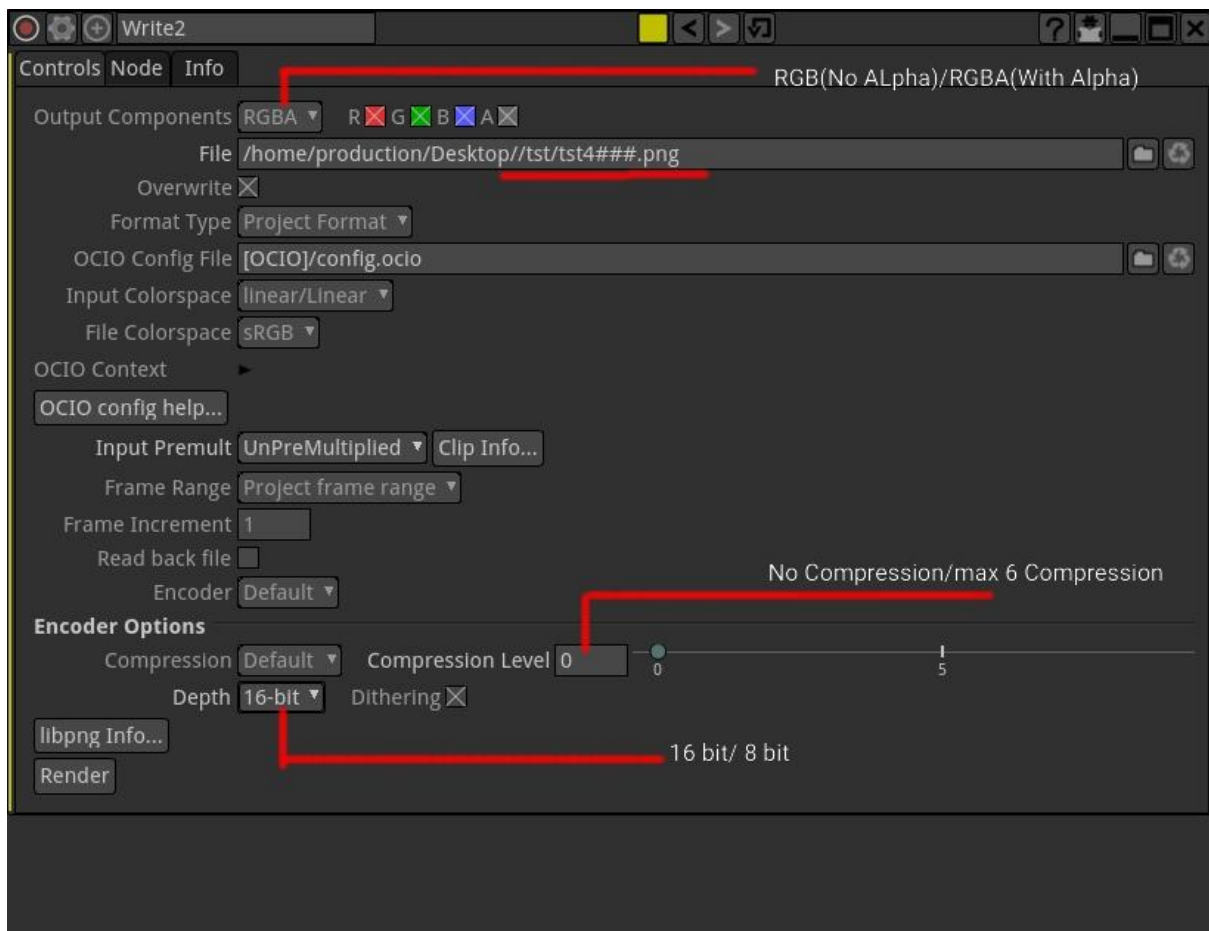 Write2
Controls Node Info
RGB(No ALpha)/RGBA(With Alpha)
Output Components RGBA R G B A
File /home/production/Desktop//tst/tst4###.png
Overwrite
Format Type Project Format
OCIO Config File [OCIO]/config.ocio
Input Colorspace linear/Linear
File Colorspace sRGB
OCIO Context
OCIO config help...
Input Premult UnPreMultiplied Clip Info...
Frame Range Project frame range
Frame Increment 1
Read back file
No Compression/max 6 Compression
Encoder Default
Encoder Options
Compression Default Compression Level 0 0 5
Depth 16-bit Dithering
libpng Info...
16 bit/ 8 bit
Render